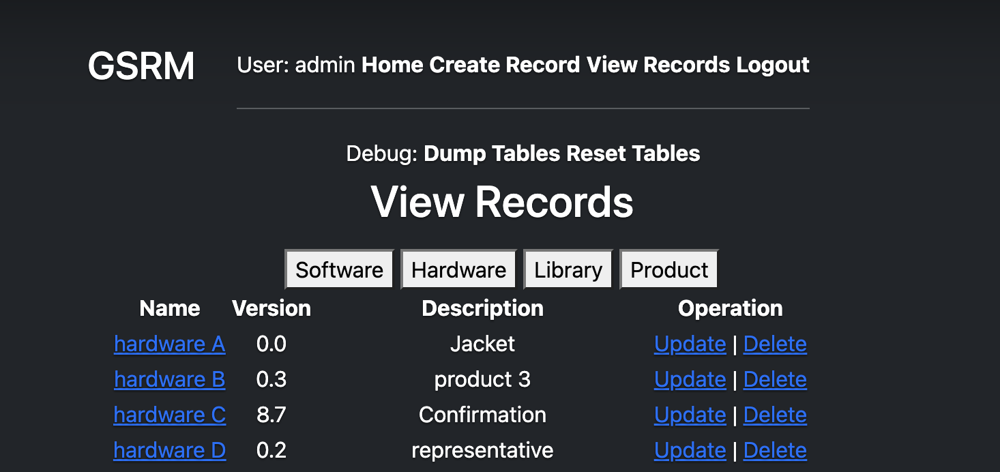 GSRM User: admin Home Create Record View Records Logout
Debug: Dump Tables Reset Tables
View Records
Software Hardware Library Product
Name Version Description Operation
hardware A 0.0 Jacket Update | Delete
hardware B 0.3 product 3 Update | Delete
hardware C 8.7 Confirmation Update | Delete
hardware D 0.2 representative Update | Delete